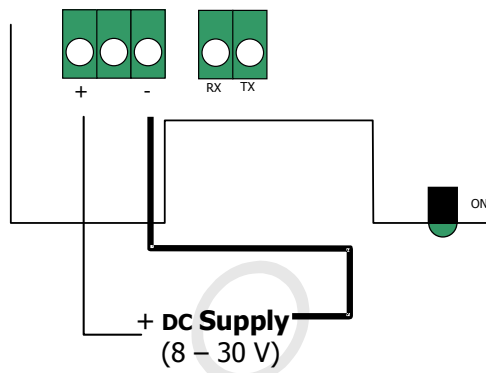 + -
RX TX
ON
+ DC Supply
(8 – 30 V)